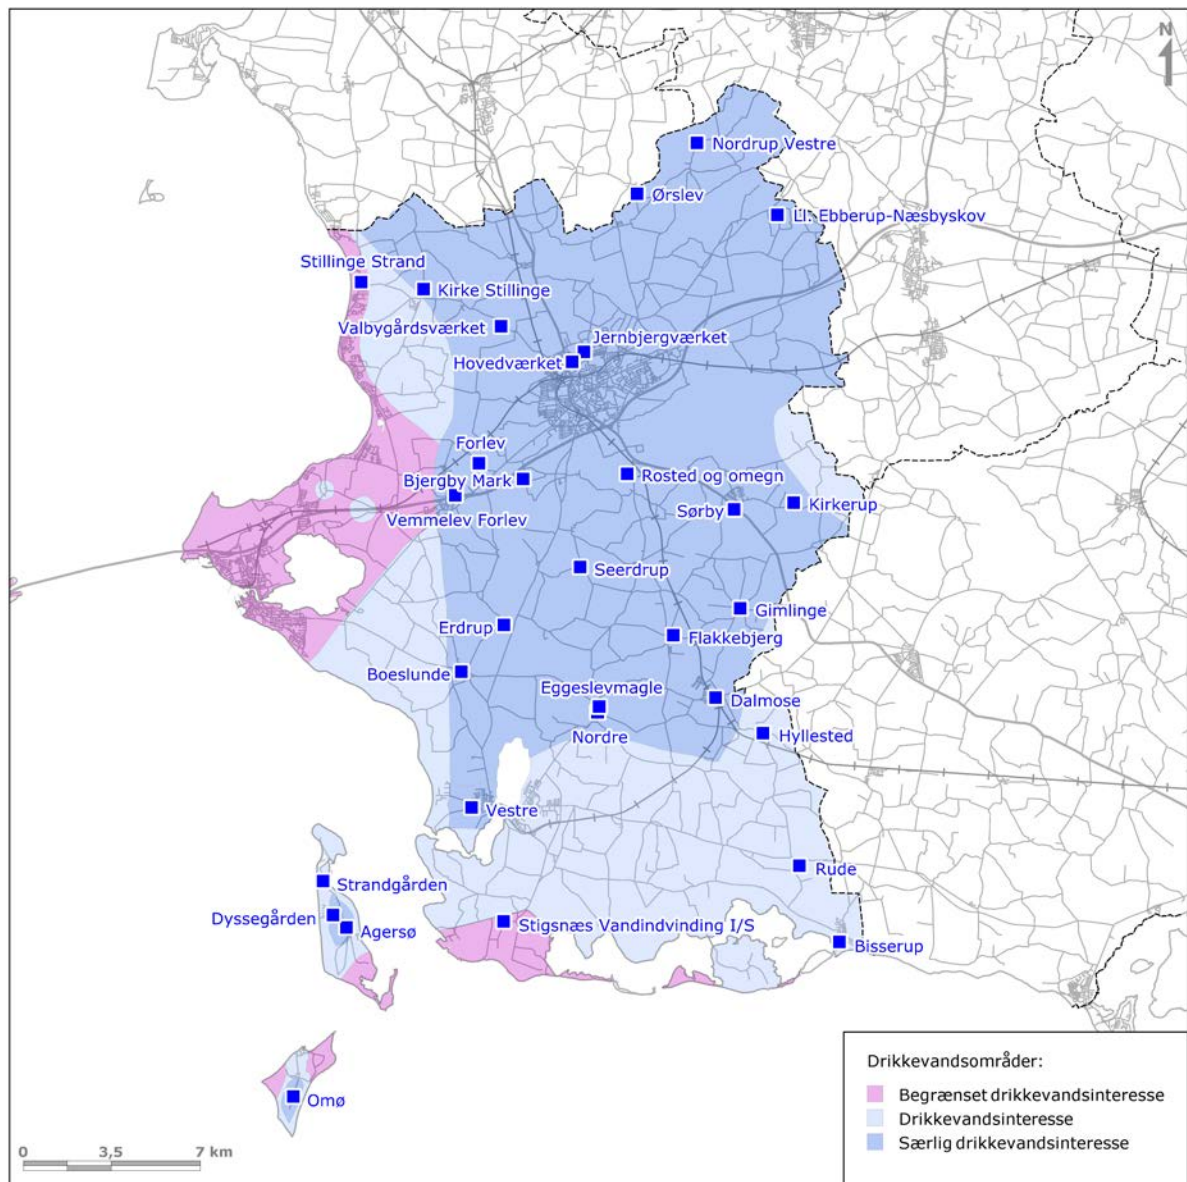 N
Nordrup Vestre
Ørslev
Ll. Ebberup-Næsbyskov
Stillinge Strand
Kirke Stillinge
Valbygårdsværket
Jernbjergværket
Hovedværket
Forlev
Bjergby Mark
Rosted og omegn
Vemmelev Forlev
Sørby
Kirkerup
Seerdrup
Gimlinge
Erdrup
Flakkebjerg
Boeslunde
Eggeslevmagle
Dalmose
Nordre
Hyllested
Vestre
Rude
Strandgården
Dyssegården
Agersø
Stigsnæs Vandindvinding I/S
Bisserup
Omø
Drikkevandsområder:
Begrænset drikkevandsinteresse
Drikkevandsinteresse
Særlig drikkevandsinteresse
0 3,5 7 km